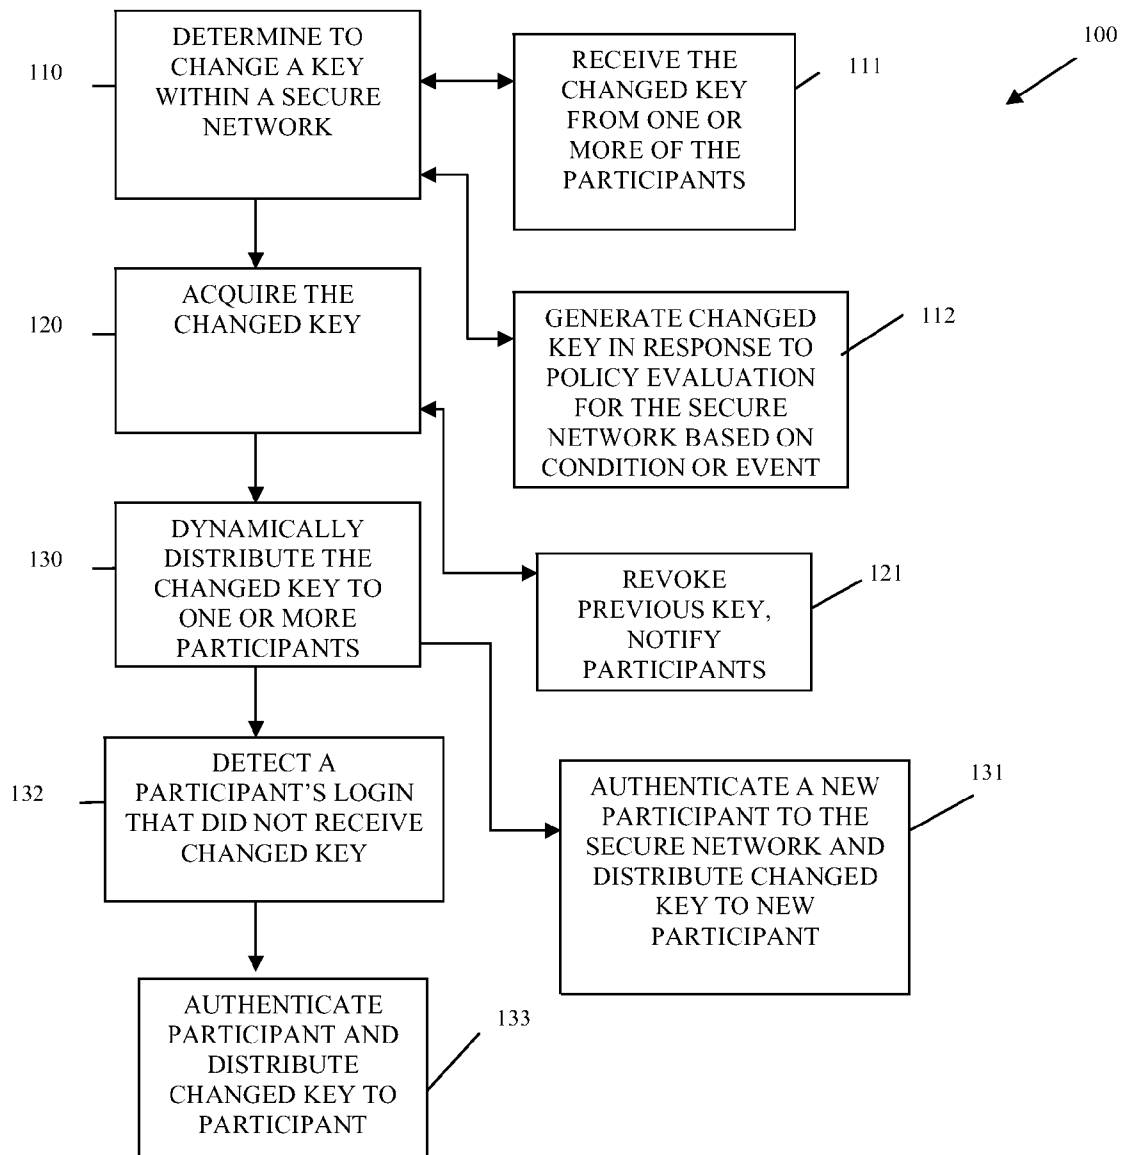 100
110
DETERMINE TO
CHANGE A KEY
WITHIN A SECURE
NETWORK
RECEIVE THE
CHANGED KEY
FROM ONE OR
MORE OF THE
PARTICIPANTS
111
120
ACQUIRE THE
CHANGED KEY
GENERATE CHANGED
KEY IN RESPONSE TO
POLICY EVALUATION
FOR THE SECURE
NETWORK BASED ON
CONDITION OR EVENT
112
130
DYNAMICALLY
DISTRIBUTE THE
CHANGED KEY TO
ONE OR MORE
PARTICIPANTS
REVOKE
PREVIOUS KEY,
NOTIFY
PARTICIPANTS
121
132
DETECT A
PARTICIPANT'S LOGIN
THAT DID NOT RECEIVE
CHANGED KEY
AUTHENTICATE A NEW
PARTICIPANT TO THE
SECURE NETWORK AND
DISTRIBUTE CHANGED
KEY TO NEW
PARTICIPANT
131
AUTHENTICATE
PARTICIPANT AND
DISTRIBUTE
CHANGED KEY TO
PARTICIPANT
133